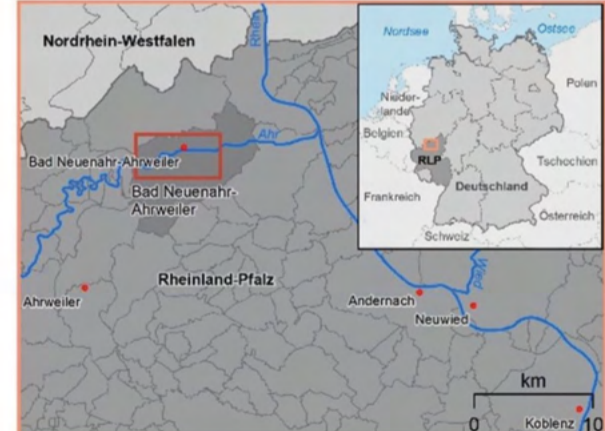 Nordrhein-Westfalen
Rhein
Ahr
Bad Neuenahr-Ahrweiler
Bad Neuenahr-
Ahrweiler
Rheinland-Pfalz
Ahrweiler
Andernach
Neuwied
Wied
Koblenz
km
0
10
Nordsee
Ostsee
Nieder-
lande
Polen
Belgien
RLP
Tschechien
Deutschland
Frankreich
Österreich
Schweiz